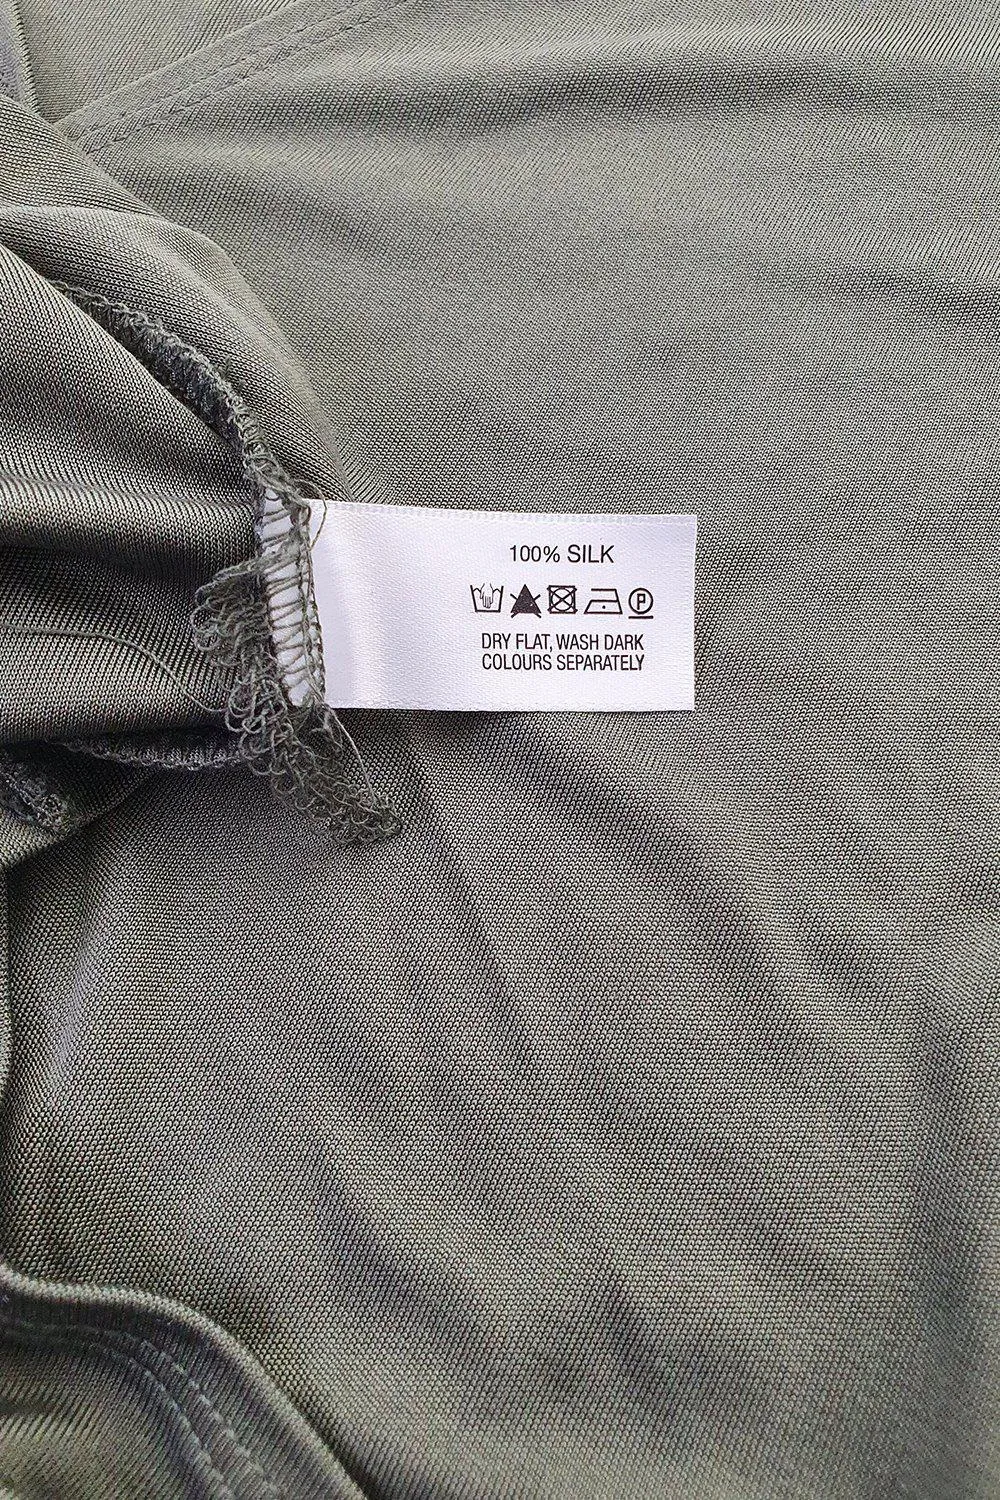 100% SILK
P
DRY FLAT, WASH DARK
COLOURS SEPARATELY